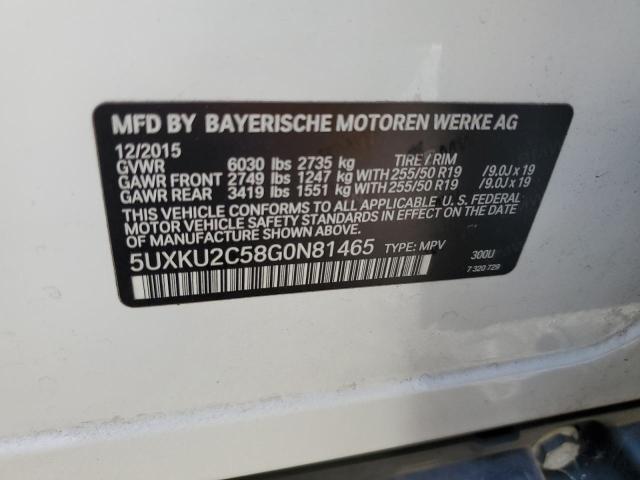 MFD BY BAYERISCHE MOTOREN WERKE AG
12/2015
GVWR 6030 lbs 2735 kg TIRE / RIM
GAWR FRONT 2749 lbs 1247 kg WITH 255/50 R19 /9.0J x 19
GAWR REAR 3419 lbs 1551 kg WITH 255/50 R19 /9.0J x 19
THIS VEHICLE CONFORMS TO ALL APPLICABLE U. S. FEDERAL
MOTOR VEHICLE SAFETY STANDARDS IN EFFECT ON THE
DATE OF MANUFACTURE SHOWN ABOVE.
5UXKU2C58G0N81465 TYPE: MPV 300U
7 320 729